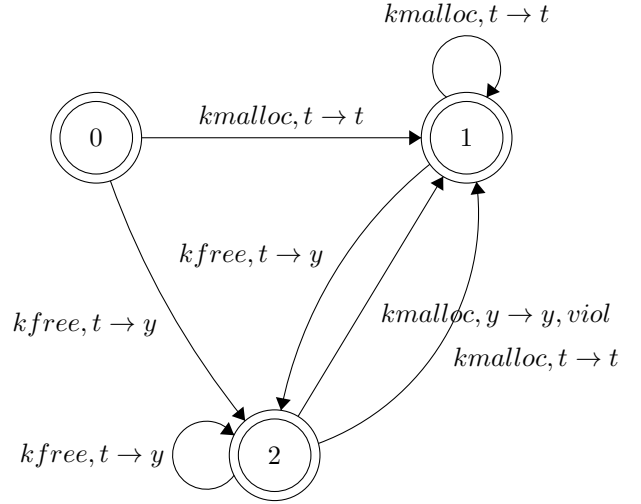 kmalloc, t → t
kmalloc, t → t
0
1
kfree, t → y
kfree, t → y
kmalloc, y → y, viol
kmalloc, t → t
kfree, t → y
2